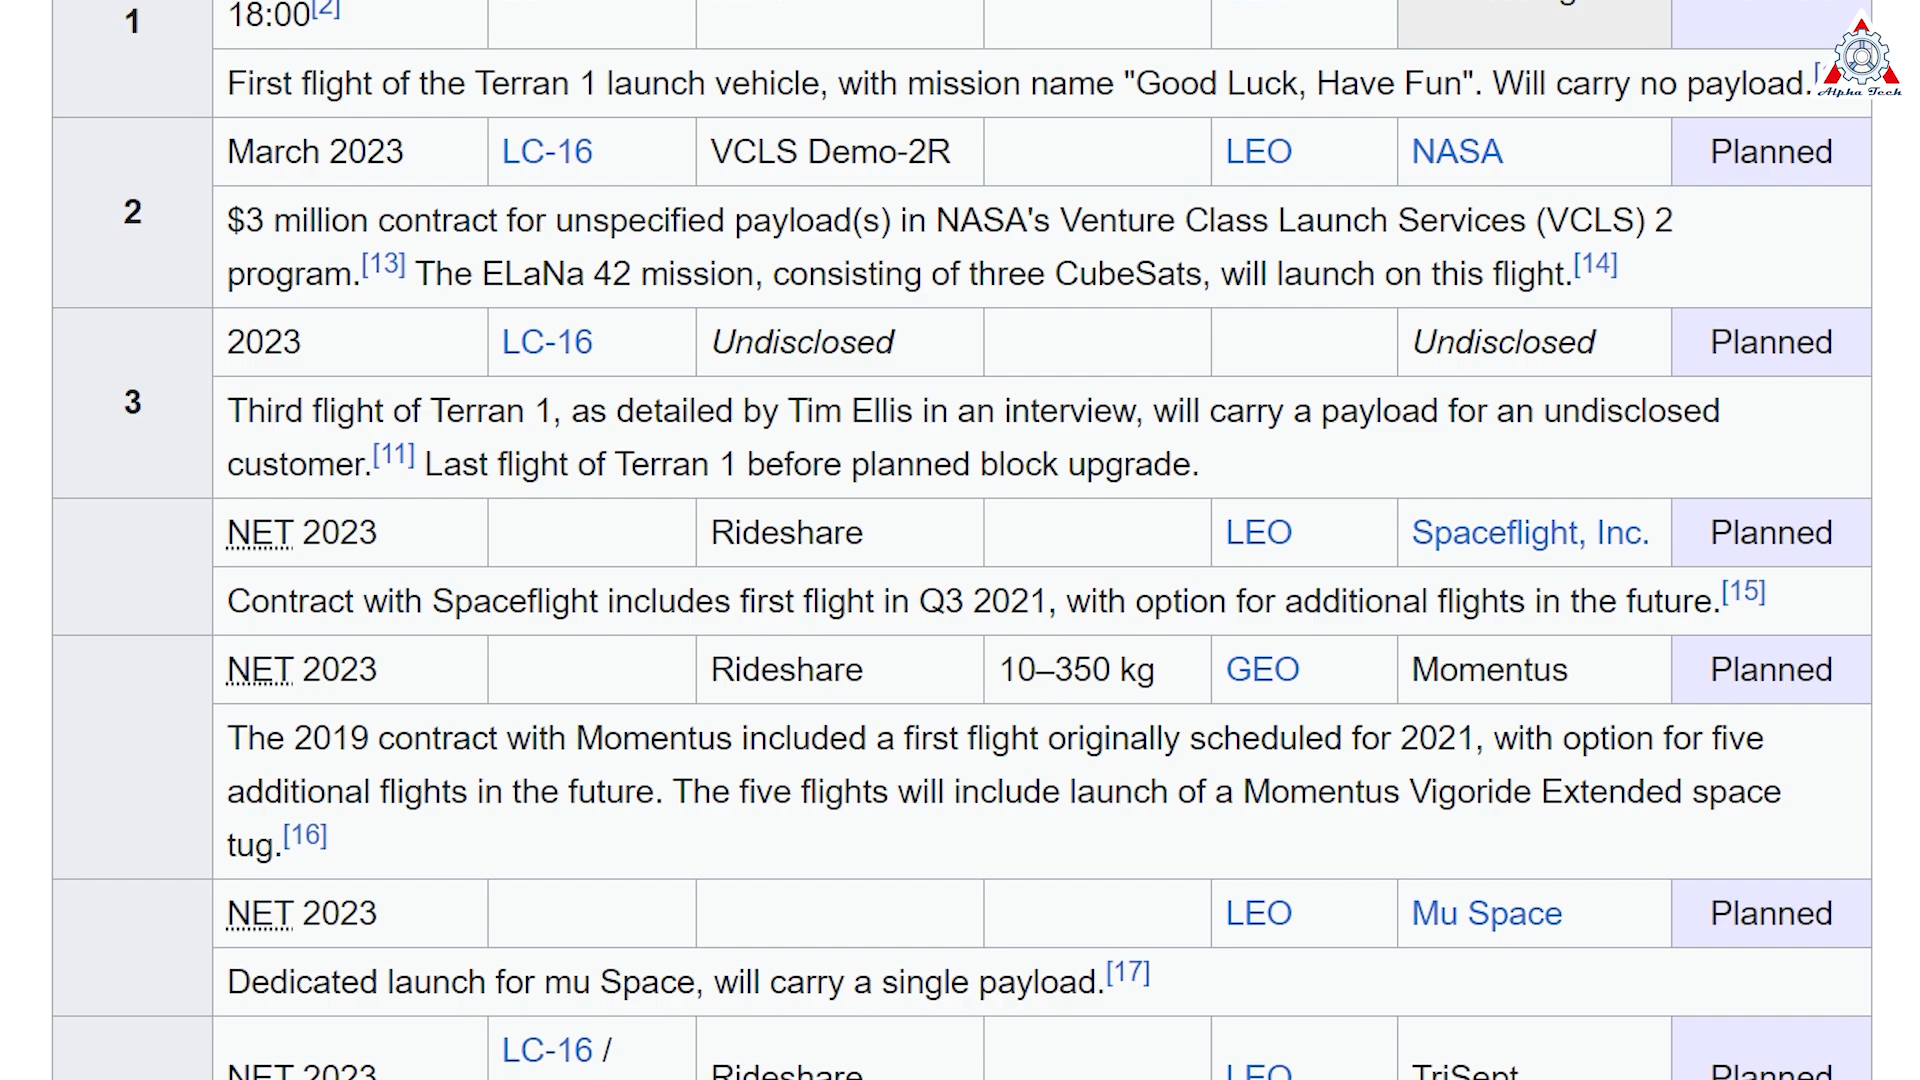 1
18:00[2]
First flight of the Terran 1 launch vehicle, with mission name "Good Luck, Have Fun". Will carry no payload.
Alpha Tech
2
March 2023 LC-16 VCLS Demo-2R LEO NASA Planned
$3 million contract for unspecified payload(s) in NASA's Venture Class Launch Services (VCLS) 2
program.[13] The ELaNa 42 mission, consisting of three CubeSats, will launch on this flight.[14]
3
2023 LC-16 Undisclosed Undisclosed Planned
Third flight of Terran 1, as detailed by Tim Ellis in an interview, will carry a payload for an undisclosed
customer.[11] Last flight of Terran 1 before planned block upgrade.
NET 2023 Rideshare LEO Spaceflight, Inc. Planned
Contract with Spaceflight includes first flight in Q3 2021, with option for additional flights in the future.[15]
NET 2023 Rideshare 10–350 kg GEO Momentus Planned
The 2019 contract with Momentus included a first flight originally scheduled for 2021, with option for five
additional flights in the future. The five flights will include launch of a Momentus Vigoride Extended space
tug.[16]
NET 2023 LEO Mu Space Planned
Dedicated launch for mu Space, will carry a single payload.[17]
LC-16 /
NET 2023 Rideshare LEO TriSept Planned